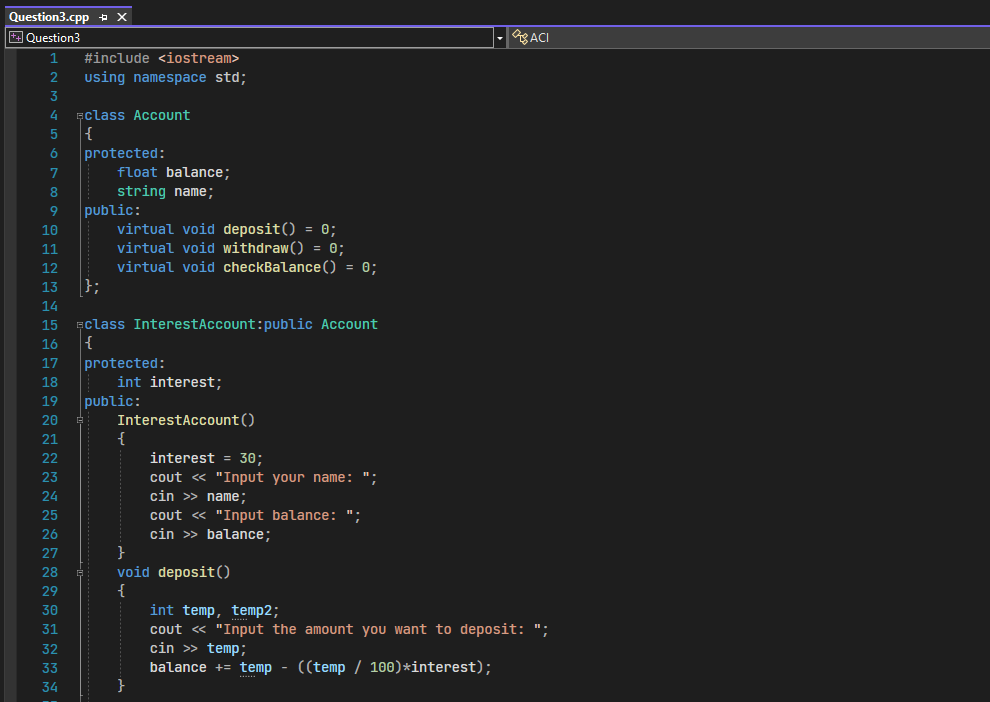 Question3.cpp
Question3
ACI
1 #include <iostream>
2 using namespace std;
3
4 class Account
5 {
6 protected:
7 float balance;
8 string name;
9 public:
10 virtual void deposit() = 0;
11 virtual void withdraw() = 0;
12 virtual void checkBalance() = 0;
13 };
14
15 class InterestAccount:public Account
16 {
17 protected:
18 int interest;
19 public:
20 InterestAccount()
21 {
22 interest = 30;
23 cout << "Input your name: ";
24 cin >> name;
25 cout << "Input balance: ";
26 cin >> balance;
27 }
28 void deposit()
29 {
30 int temp, temp2;
31 cout << "Input the amount you want to deposit: ";
32 cin >> temp;
33 balance += temp - ((temp / 100)*interest);
34 }